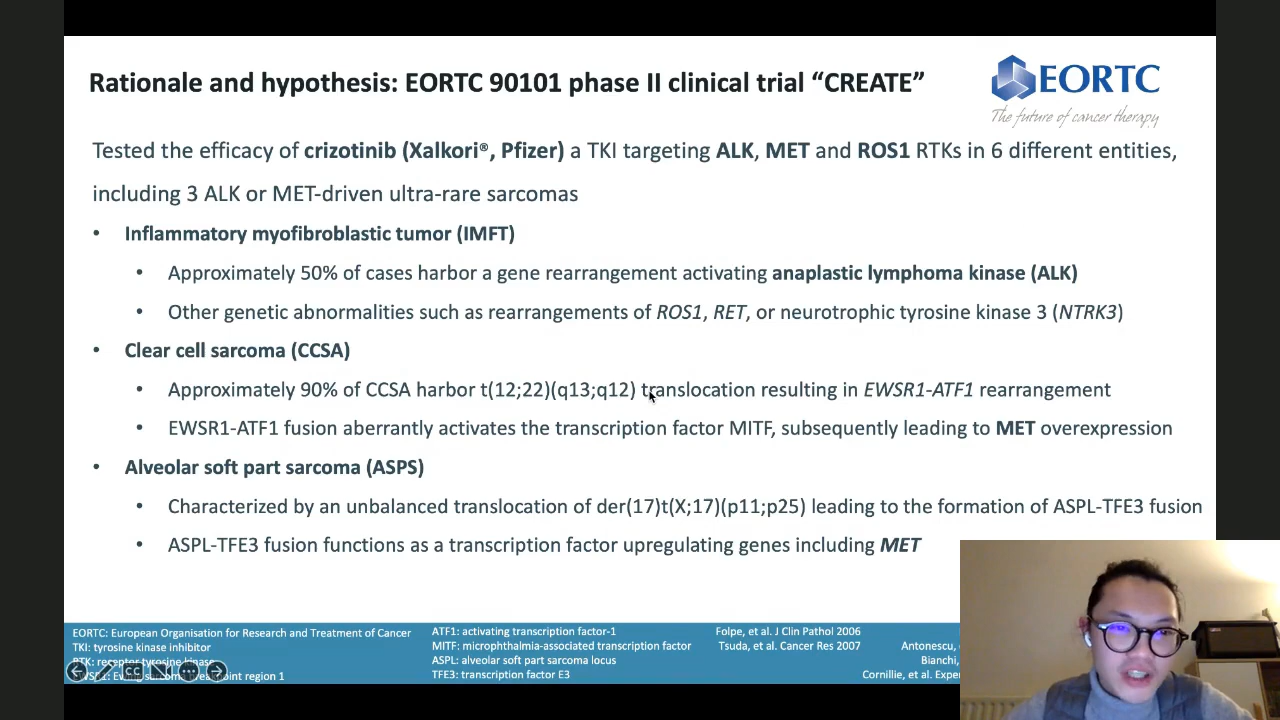 Rationale and hypothesis: EORTC 90101 phase II clinical trial “CREATE”
EORTC
The future of cancer therapy
Tested the efficacy of crizotinib (Xalkori®, Pfizer) a TKI targeting ALK, MET and ROS1 RTKs in 6 different entities,
including 3 ALK or MET-driven ultra-rare sarcomas
• Inflammatory myofibroblastic tumor (IMFT)
• Approximately 50% of cases harbor a gene rearrangement activating anaplastic lymphoma kinase (ALK)
• Other genetic abnormalities such as rearrangements of ROS1, RET, or neurotrophic tyrosine kinase 3 (NTRK3)
• Clear cell sarcoma (CCSA)
• Approximately 90% of CCSA harbor t(12;22)(q13;q12) translocation resulting in EWSR1-ATF1 rearrangement
• EWSR1-ATF1 fusion aberrantly activates the transcription factor MITF, subsequently leading to MET overexpression
• Alveolar soft part sarcoma (ASPS)
• Characterized by an unbalanced translocation of der(17)t(X;17)(p11;p25) leading to the formation of ASPL-TFE3 fusion
• ASPL-TFE3 fusion functions as a transcription factor upregulating genes including MET
EORTC: European Organisation for Research and Treatment of Cancer
TKI: tyrosine kinase inhibitor
RTK: receptor tyrosine kinase
EWSR1: Ewing sarcoma breakpoint region 1
ATF1: activating transcription factor-1
MITF: microphthalmia-associated transcription factor
ASPL: alveolar soft part sarcoma locus
TFE3: transcription factor E3
Folpe, et al. J Clin Pathol 2006
Tsuda, et al. Cancer Res 2007
Antonescu,
Bianchi,
Cornillie, et al. Exper